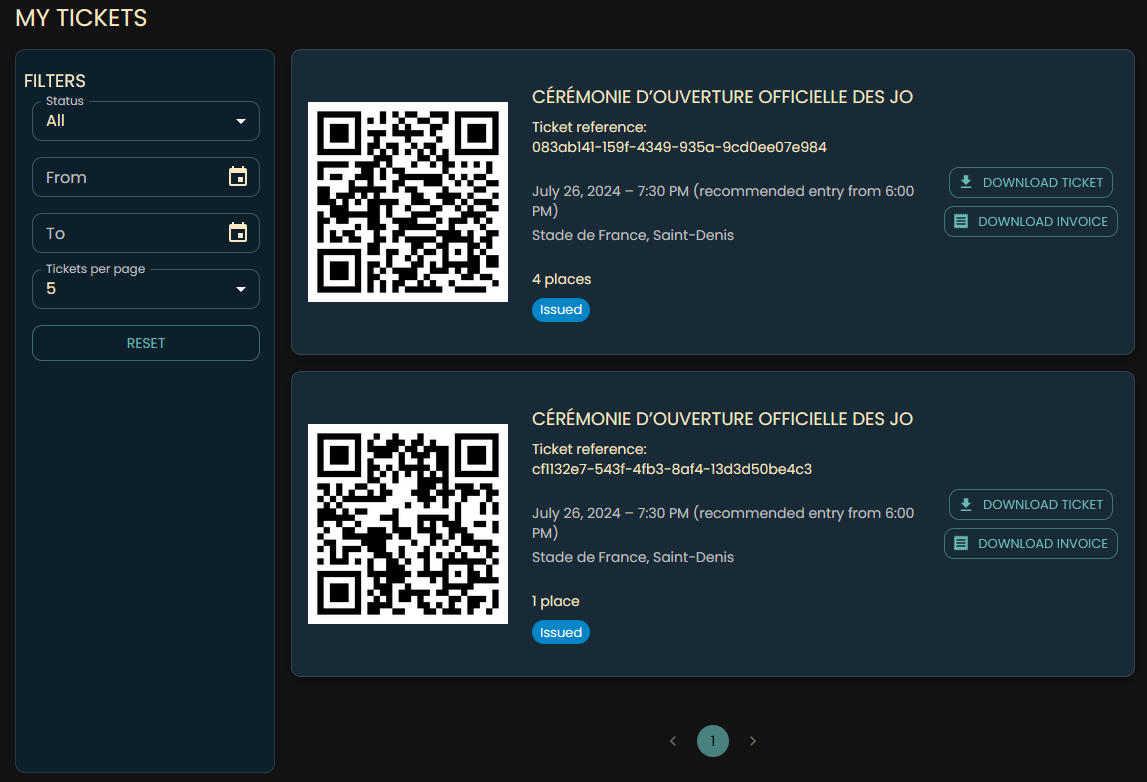 MY TICKETS
FILTERS
Status
All
From
To
Tickets per page
5
RESET
CÉRÉMONIE D’OUVERTURE OFFICIELLE DES JO
Ticket reference:
083ab141-159f-4349-935a-9cd0ee07e984
July 26, 2024 – 7:30 PM (recommended entry from 6:00
PM)
Stade de France, Saint-Denis
4 places
Issued
DOWNLOAD TICKET
DOWNLOAD INVOICE
CÉRÉMONIE D’OUVERTURE OFFICIELLE DES JO
Ticket reference:
cf1132e7-543f-4fb3-8af4-13d3d50be4c3
July 26, 2024 – 7:30 PM (recommended entry from 6:00
PM)
Stade de France, Saint-Denis
1 place
Issued
DOWNLOAD TICKET
DOWNLOAD INVOICE
1